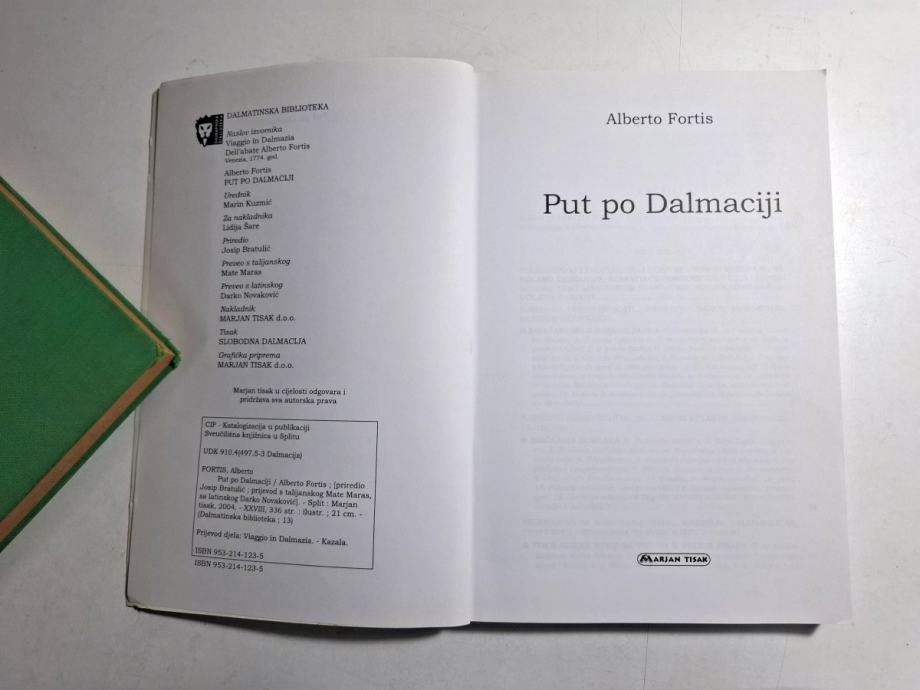 DALMATINSKA BIBLIOTEKA
Naslov izvornika
Viaggio in Dalmazia
Dell'abate Alberto Fortis
Venezia, 1774. god.
Alberto Fortis
PUT PO DALMACIJI
Urednik
Marin Kuzmić
Za nakladnika
Lidija Šare
Priredio
Josip Bratulić
Preveo s talijanskog
Mate Maras
Preveo s latinskog
Darko Novaković
Nakladnik
MARJAN TISAK d.o.o.
Tisak
SLOBODNA DALMACIJA
Grafička priprema
MARJAN TISAK d.o.o.
Marjan tisak u cijelosti odgovara i
pridržava sva autorska prava
CIP - Katalogizacija u publikaciji
Sveučilišna knjižnica u Splitu
UDK 910.4(497.5-3 Dalmacija)
FORTIS, Alberto
Put po Dalmaciji / Alberto Fortis ; [priredio
Josip Bratulić ; prijevod s talijanskog Mate Maras,
sa latinskog Darko Novaković]. - Split : Marjan
tisak, 2004. - XXVIII, 336 str. : ilustr. ; 21 cm. -
(Dalmatinska biblioteka ; 13)
Prijevod djela: Viaggio in Dalmazia. - Kazala.
ISBN 953-214-123-5
ISBN 953-214-123-5
Alberto Fortis
Put po Dalmaciji
MARJAN TISAK